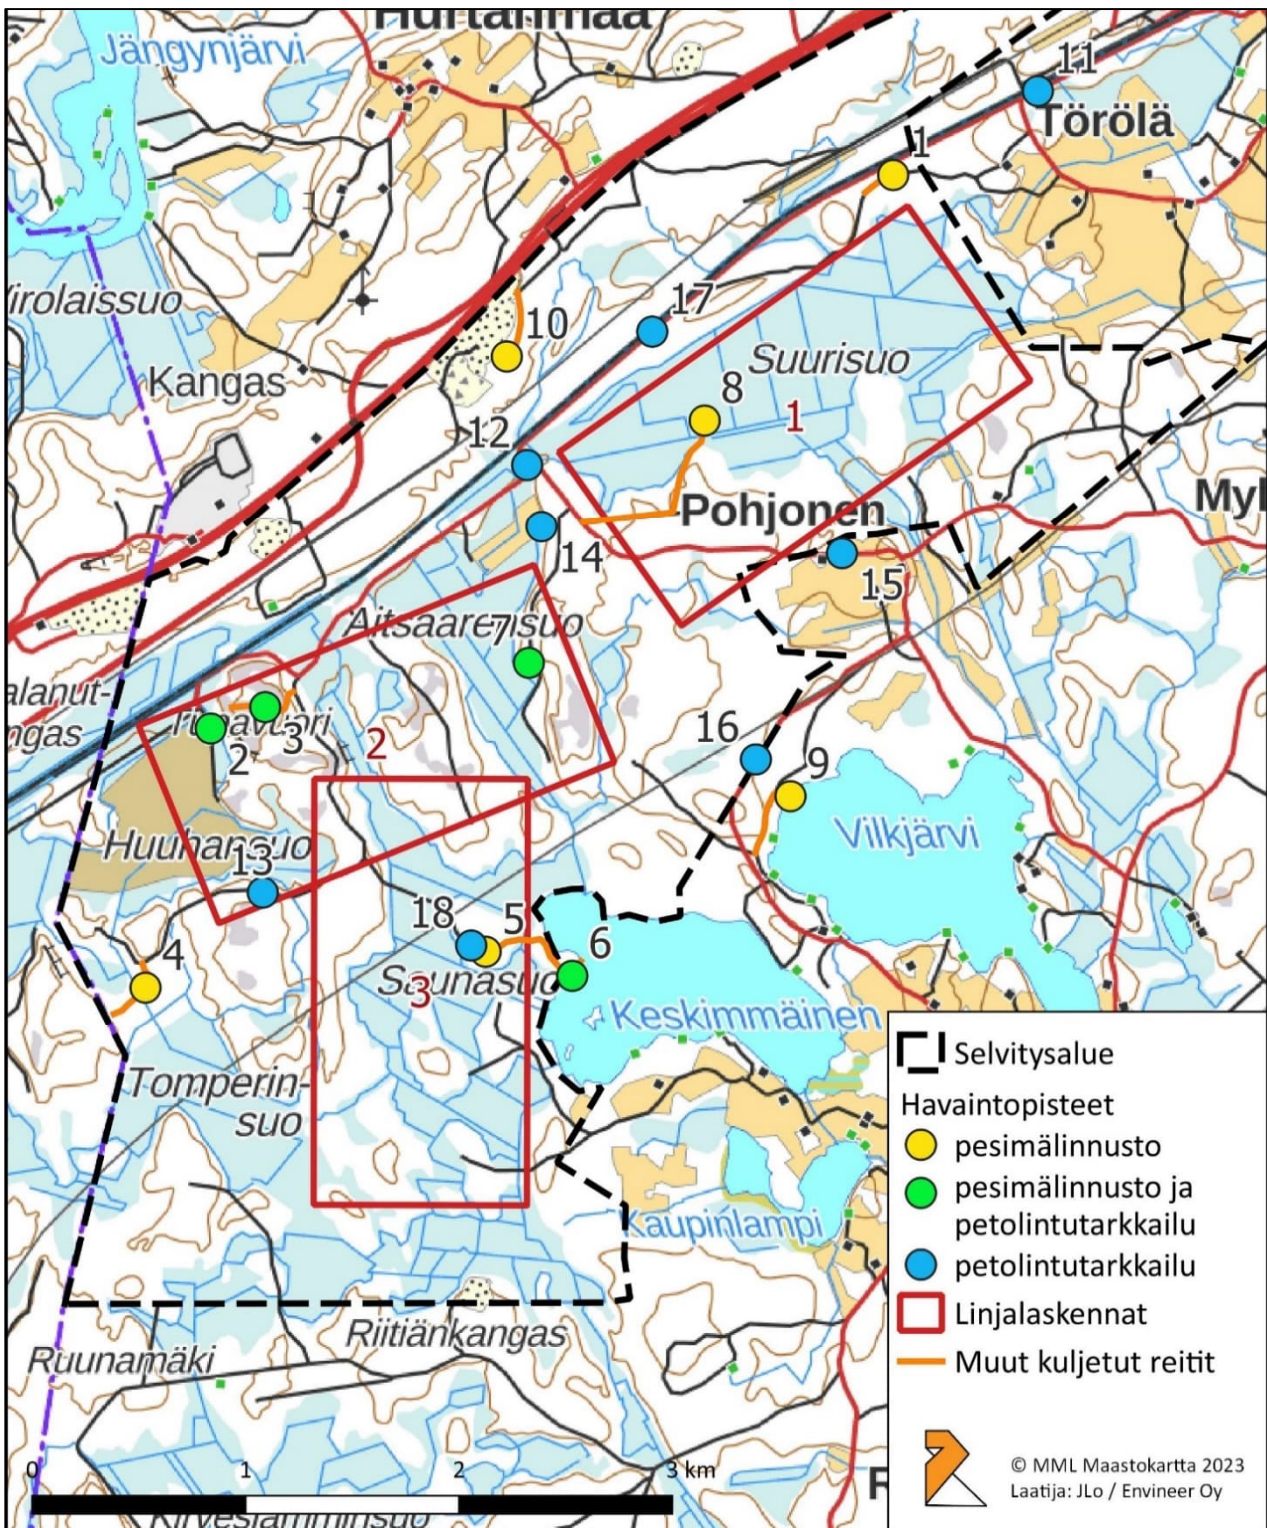 Hurtanmaa
Jängynjärvi
11
Törölä
1
Virolaissuo
17
10
Suurisuo
Kangas
8
1
12
Pohjonen
14
15
Aitsaarensuo
7
2
3
2
16
9
Vilkjärvi
Huuhansuo
13
18
5
6
4
Saunasuo
3
Keskimmäinen
Tomperin-
suo
Kaupinlampi
Riitiänkangas
Ruunamäki
Selvitysalue
Havaintopisteet
pesimälinnusto
pesimälinnusto ja
petolintutarkkailu
petolintutarkkailu
Linjalaskennat
Muut kuljetut reitit
© MML Maastokartta 2023
Laatija: JLo / Envineer Oy
0 1 2 3 km